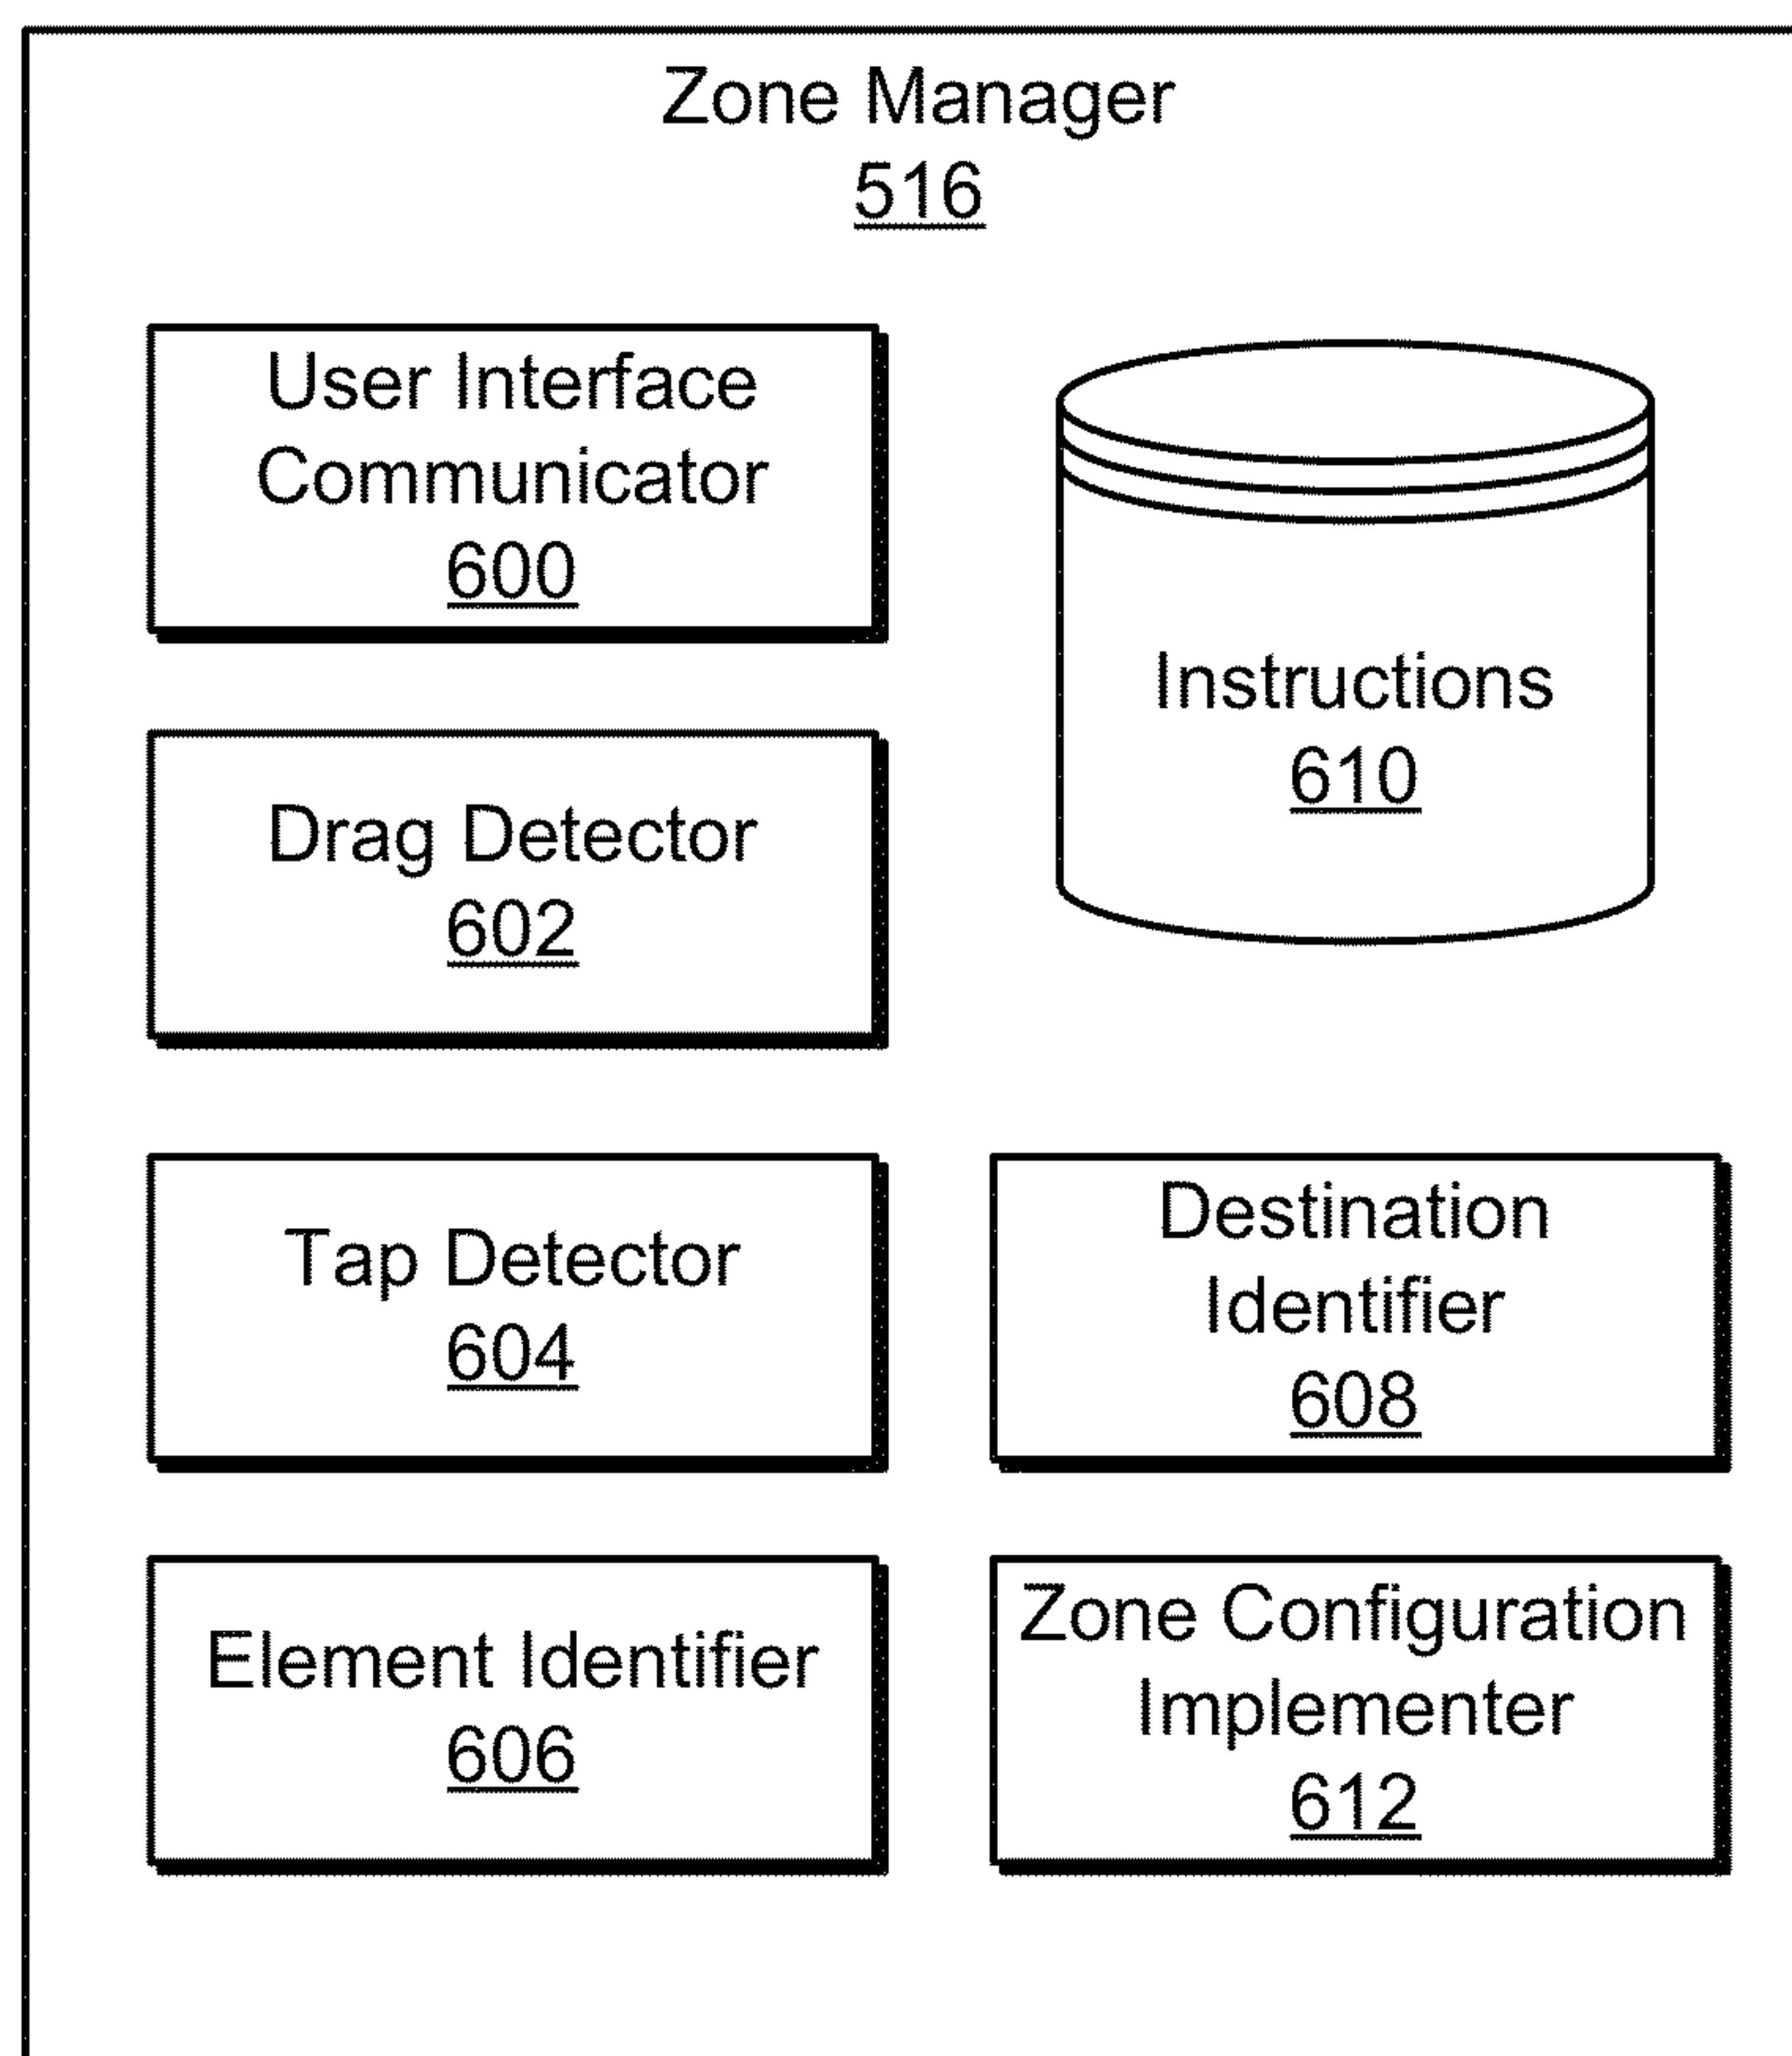 Zone Manager
516
User Interface
Communicator
600
Instructions
610
Drag Detector
602
Tap Detector
604
Destination
Identifier
608
Element Identifier
606
Zone Configuration
Implementer
612